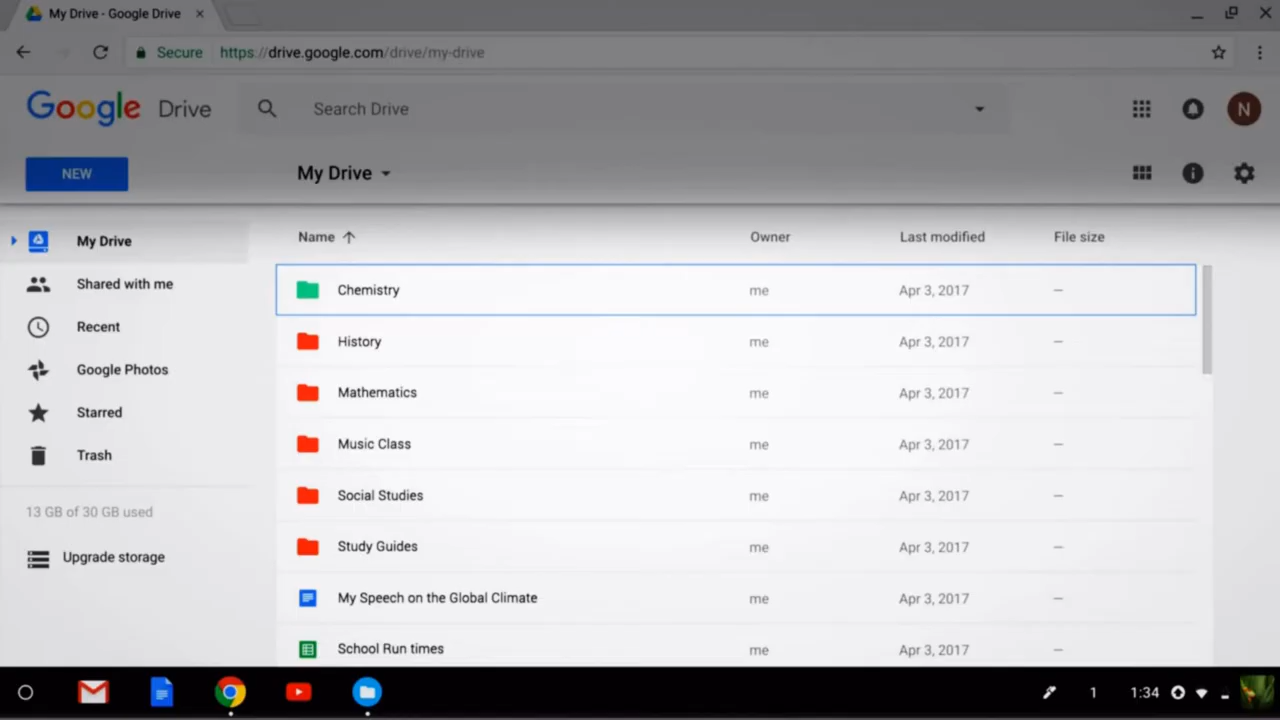 My Drive - Google Drive
Secure https://drive.google.com/drive/my-drive
Google Drive Search Drive N
NEW My Drive
Name Owner Last modified File size
My Drive
Shared with me
Recent
Google Photos
Starred
Trash
13 GB of 30 GB used
Upgrade storage
Chemistry me Apr 3, 2017 –
History me Apr 3, 2017 –
Mathematics me Apr 3, 2017 –
Music Class me Apr 3, 2017 –
Social Studies me Apr 3, 2017 –
Study Guides me Apr 3, 2017 –
My Speech on the Global Climate me Apr 3, 2017 –
School Run times me Apr 3, 2017 –
1 1:34